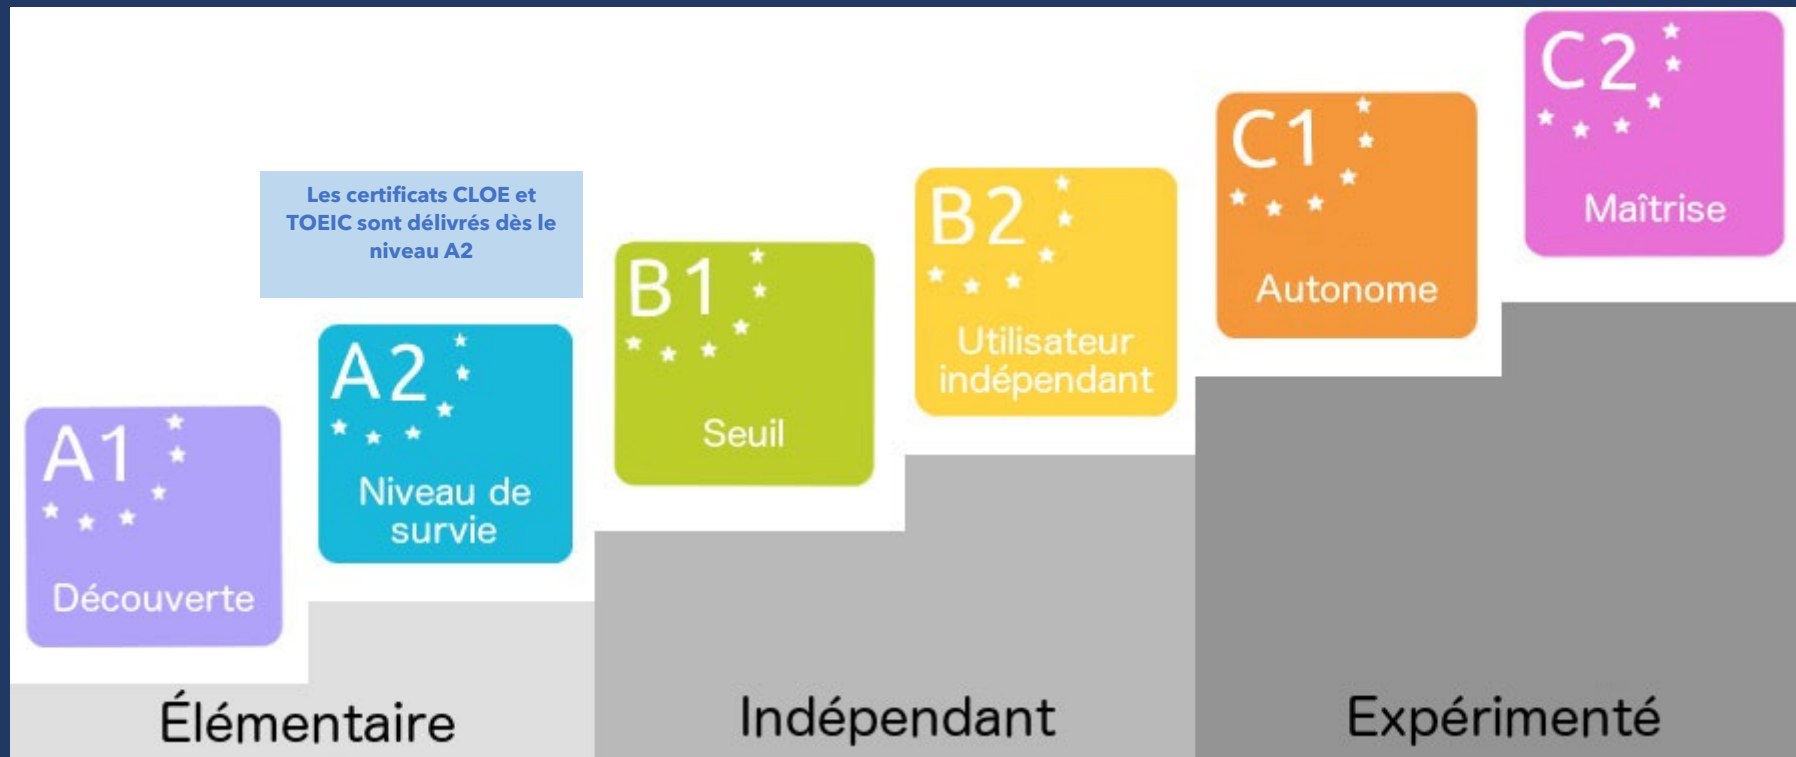 Les certificats CLOE et
TOEIC sont délivrés dès le
niveau A2
A1
Découverte
A2
Niveau de
survie
B1
Seuil
B2
Utilisateur
indépendant
C1
Autonome
C2
Maîtrise
Élémentaire
Indépendant
Expérimenté